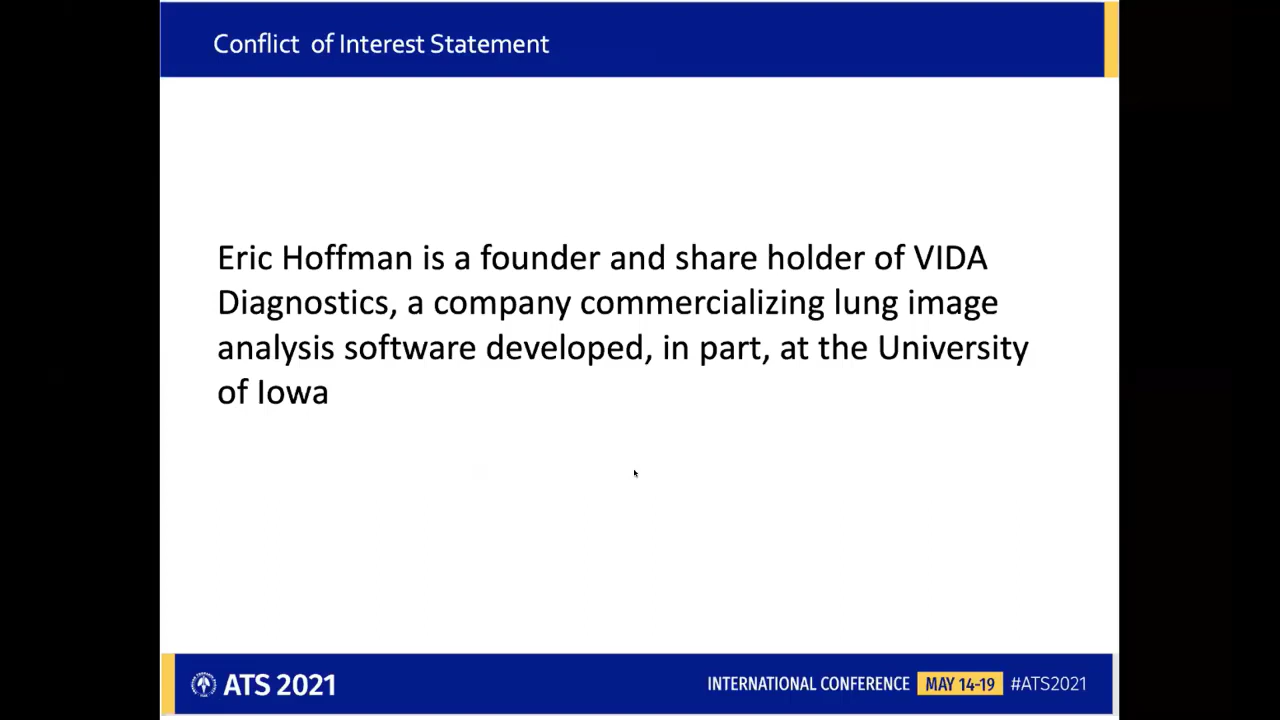 Conflict of Interest Statement
Eric Hoffman is a founder and share holder of VIDA
Diagnostics, a company commercializing lung image
analysis software developed, in part, at the University
of Iowa
ATS 2021
INTERNATIONAL CONFERENCE MAY 14-19 #ATS2021